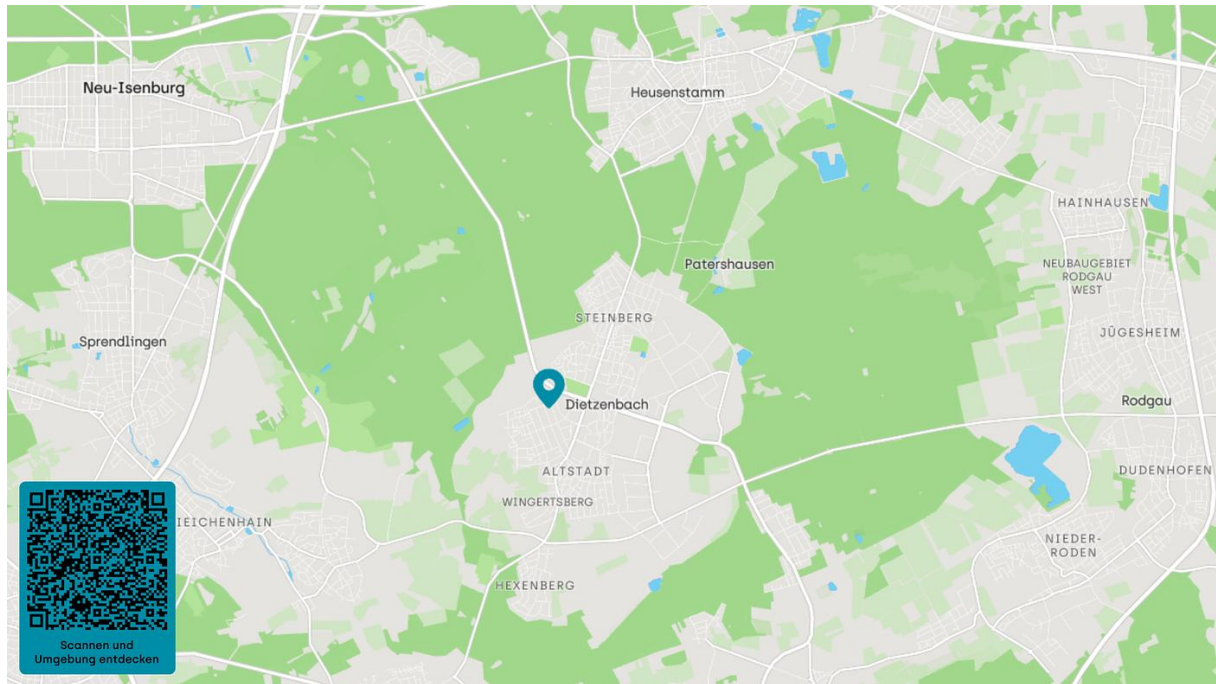 Neu-Isenburg
Heusenstamm
HAINHAUSEN
Patershausen
NEUBAUGEBIET
RODGAU
WEST
STEINBERG
JÜGESHEIM
Sprendlingen
Rodgau
Dietzenbach
ALTSTADT
DUDENHOFEN
WINGERTSBERG
IEICHENHAIN
NIEDER-
RODEN
HEXENBERG
Scannen und
Umgebung entdecken